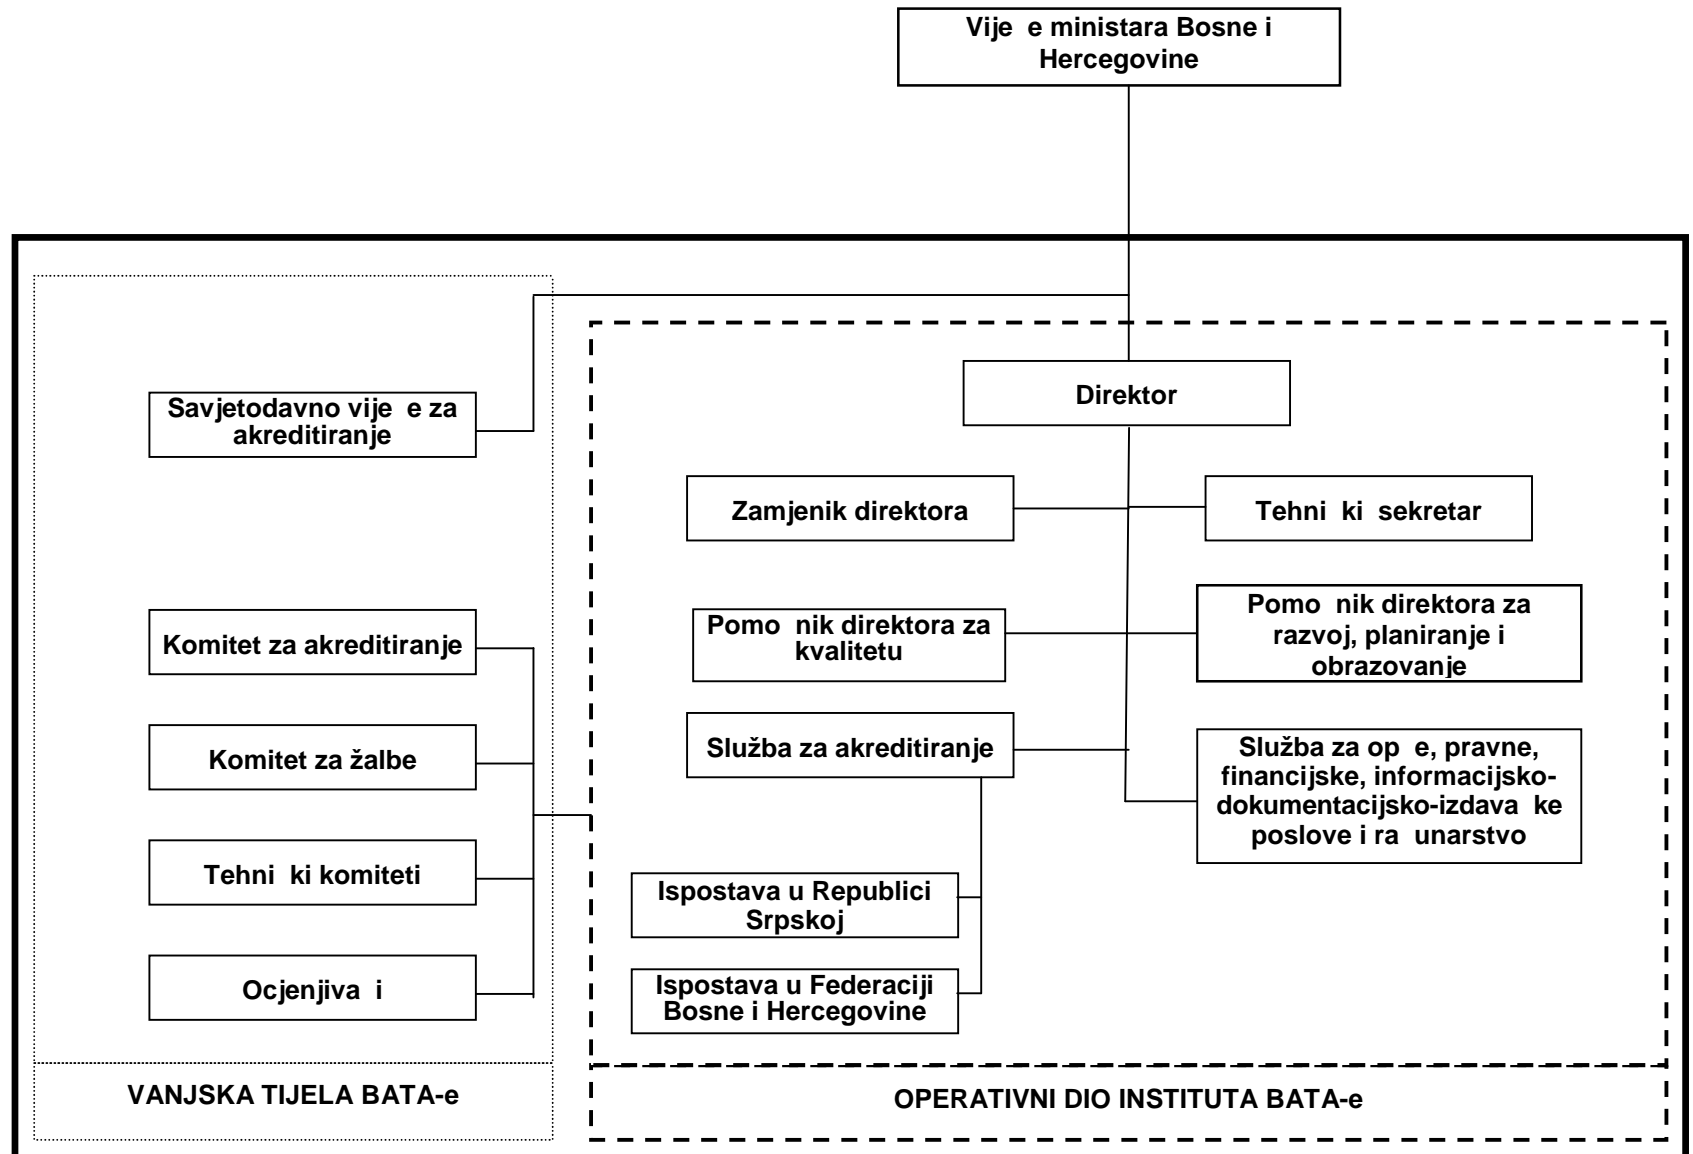 Vije e ministara Bosne i
Hercegovine
Direktor
Savjetodavno vije e za
akreditiranje
Zamjenik direktora
Tehni ki sekretar
Komitet za akreditiranje
Pomo nik direktora za
kvalitetu
Pomo nik direktora za
razvoj, planiranje i
obrazovanje
Komitet za žalbe
Služba za akreditiranje
Služba za op e, pravne,
financijske, informacijsko-
dokumentacijsko-izdava ke
poslove i ra unarstvo
Tehni ki komiteti
Ispostava u Republici
Srpskoj
Ocjenjiva i
Ispostava u Federaciji
Bosne i Hercegovine
VANJSKA TIJELA BATA-e
OPERATIVNI DIO INSTITUTA BATA-e